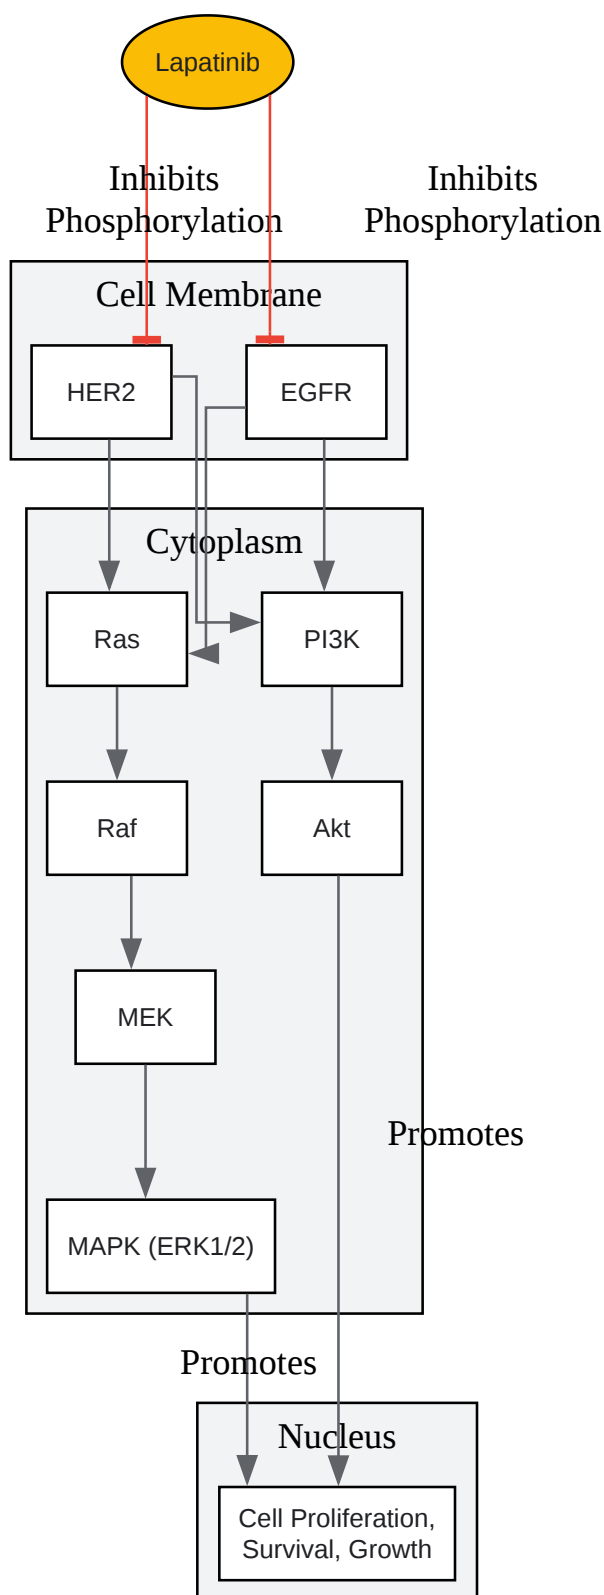 Lapatinib
Inhibits
Phosphorylation
Inhibits
Phosphorylation
Cell Membrane
HER2
EGFR
Cytoplasm
Ras
PI3K
Raf
Akt
MEK
Promotes
MAPK (ERK1/2)
Promotes
Nucleus
Cell Proliferation,
Survival, Growth